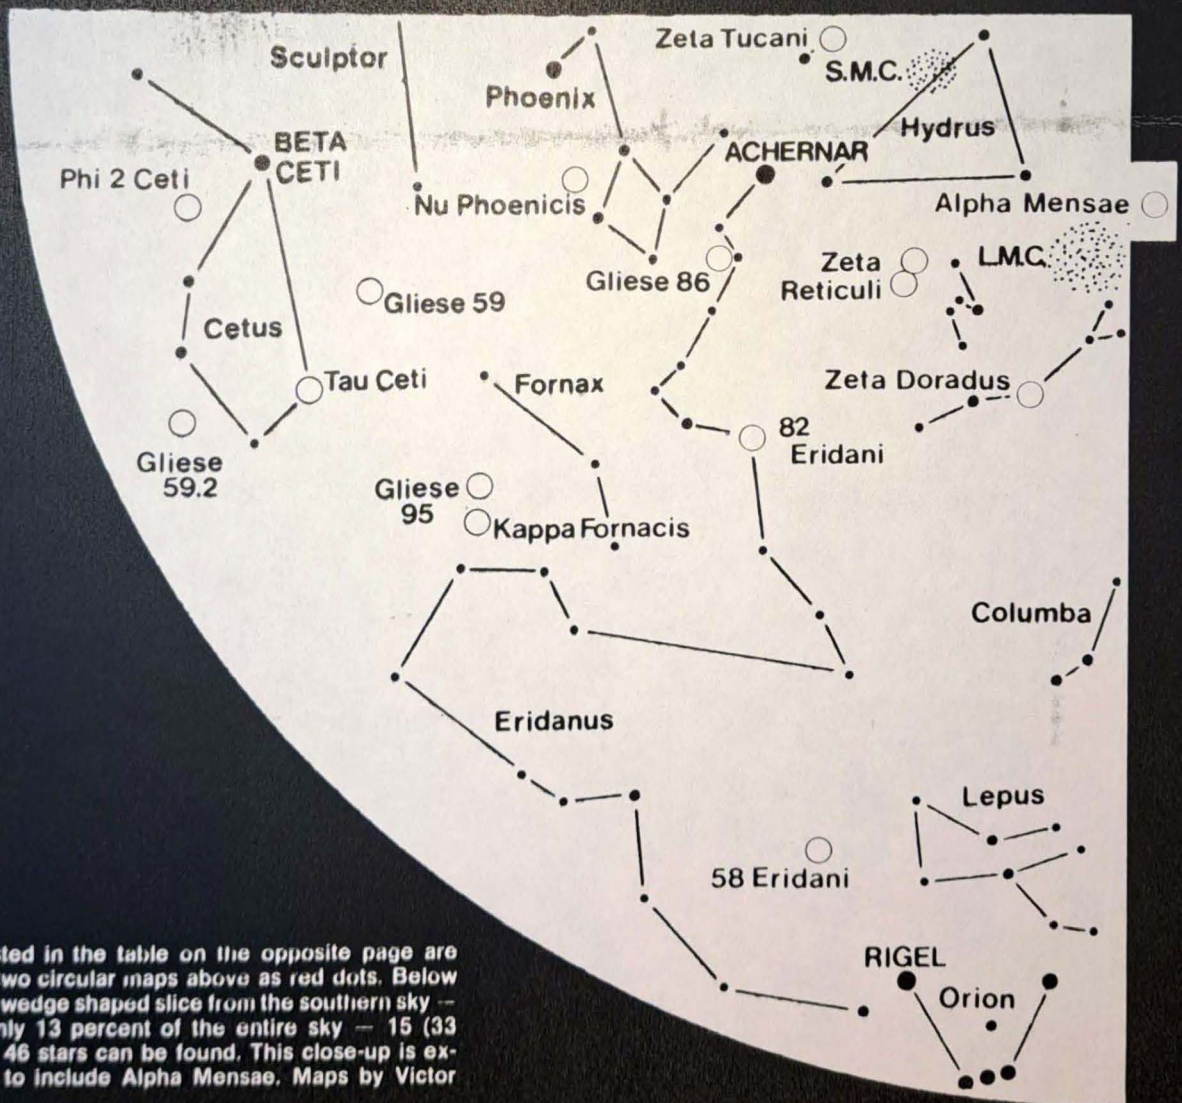 Sculptor
Zeta Tucani
S.M.C.
Phoenix
Hydrus
BETA
CETI
ACHERNAR
Phi 2 Ceti
Nu Phoenicis
Alpha Mensae
Gliese 86
Zeta
Reticuli
L.M.C.
Gliese 59
Cetus
Tau Ceti
Fornax
Zeta Doradus
82
Eridani
Gliese
59.2
Gliese
95
Kappa Fornacis
Columba
Eridanus
Lepus
58 Eridani
RIGEL
Orion
ted in the table on the opposite page are
wo circular maps above as red dots. Below
wedge shaped slice from the southern sky —
nly 13 percent of the entire sky — 15 (33
46 stars can be found. This close-up is ex-
to include Alpha Mensae. Maps by Victor